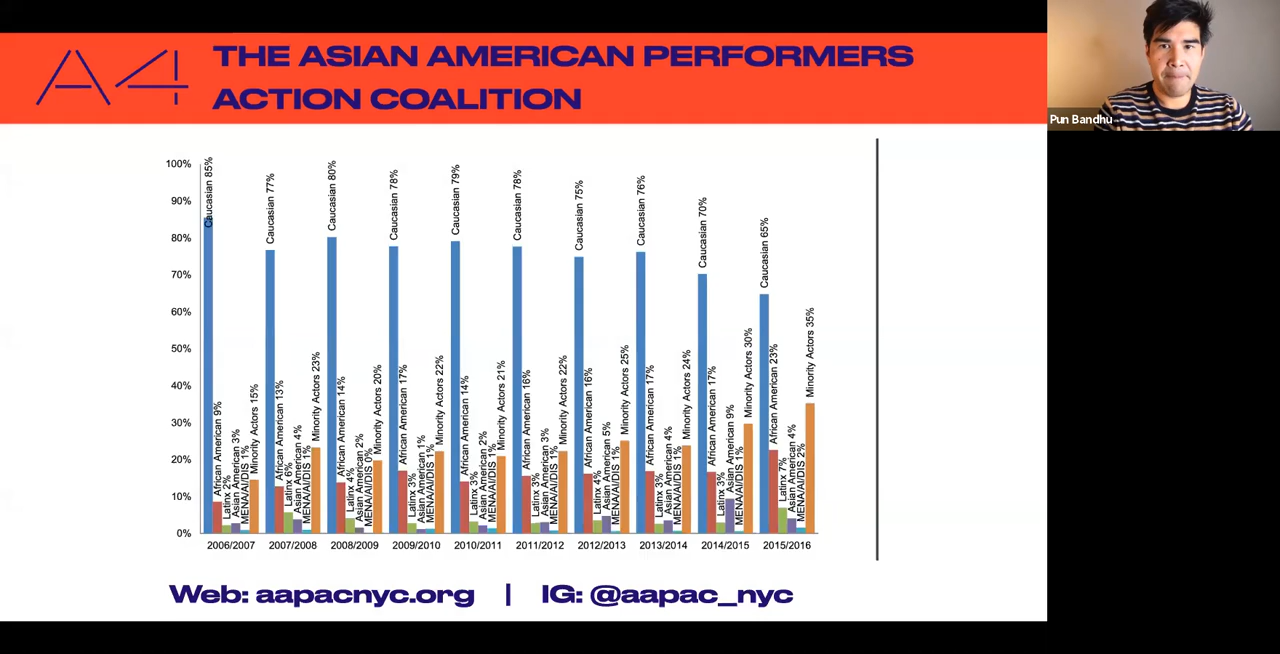 A4
THE ASIAN AMERICAN PERFORMERS
ACTION COALITION
Pun Bandhu
100%
90%
80%
70%
60%
50%
40%
30%
20%
10%
0%
Caucasian 85%
African American 9%
Latinx 2%
Asian American 3%
MENA/AI/DIS 1%
Minority Actors 15%
Caucasian 77%
African American 13%
Latinx 6%
Asian American 4%
MENA/AI/DIS 1%
Minority Actors 23%
Caucasian 80%
African American 14%
Latinx 4%
Asian American 2%
MENA/AI/DIS 0%
Minority Actors 20%
Caucasian 78%
African American 17%
Latinx 3%
Asian American 1%
MENA/AI/DIS 1%
Minority Actors 22%
Caucasian 79%
African American 14%
Latinx 3%
Asian American 2%
MENA/AI/DIS 1%
Minority Actors 21%
Caucasian 78%
African American 16%
Latinx 3%
Asian American 3%
MENA/AI/DIS 1%
Minority Actors 22%
Caucasian 75%
African American 16%
Latinx 4%
Asian American 5%
MENA/AI/DIS 1%
Minority Actors 25%
Caucasian 76%
African American 17%
Latinx 3%
Asian American 4%
MENA/AI/DIS 1%
Minority Actors 24%
Caucasian 70%
African American 17%
Latinx 3%
Asian American 9%
MENA/AI/DIS 1%
Minority Actors 30%
Caucasian 65%
African American 23%
Latinx 7%
Asian American 4%
MENA/AI/DIS 2%
Minority Actors 35%
2006/2007
2007/2008
2008/2009
2009/2010
2010/2011
2011/2012
2012/2013
2013/2014
2014/2015
2015/2016
Web: aapacnyc.org | IG: @aapac_nyc